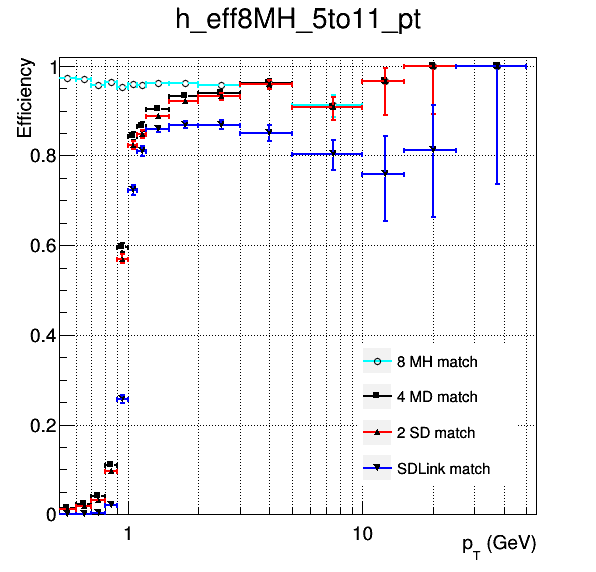 h_eff8MH_5to11_pt
Efficiency
1
0.8
0.6
0.4
0.2
0
8 MH match
4 MD match
2 SD match
SDLink match
1
10
p_T (GeV)